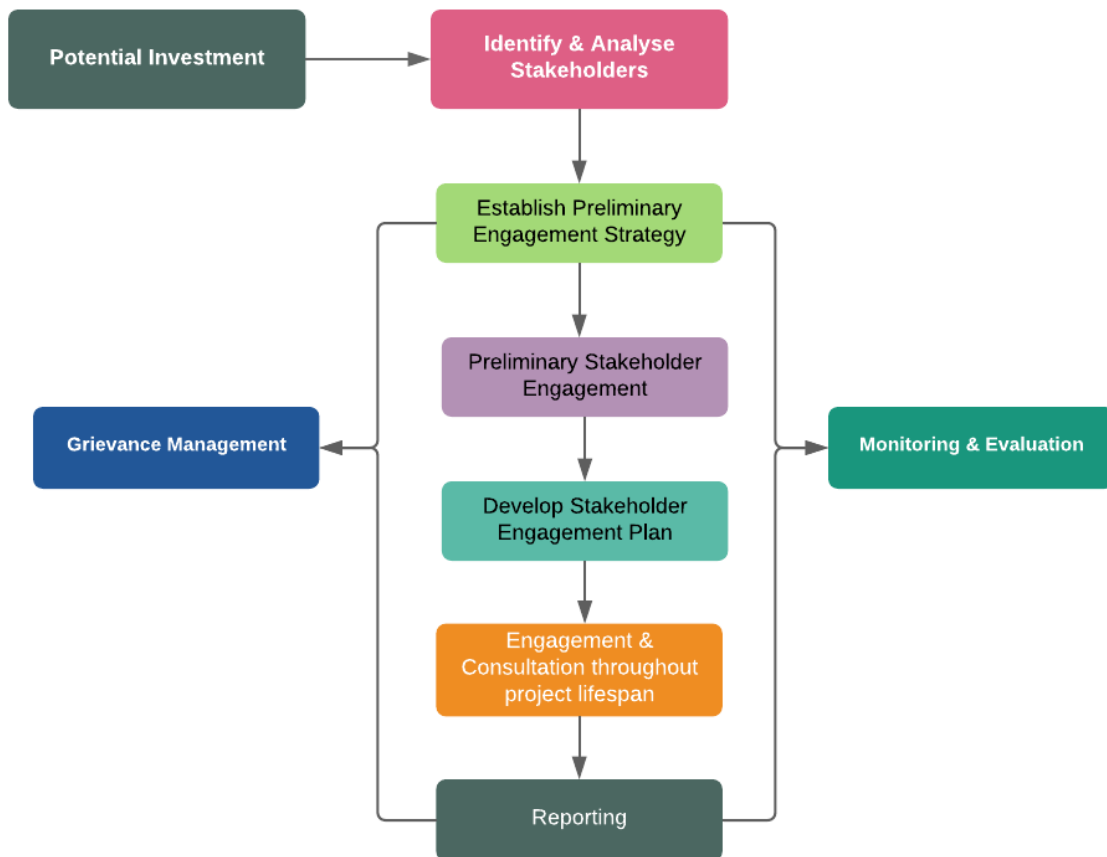 Potential Investment
Identify & Analyse
Stakeholders
Establish Preliminary
Engagement Strategy
Preliminary Stakeholder
Engagement
Grievance Management
Monitoring & Evaluation
Develop Stakeholder
Engagement Plan
Engagement &
Consultation throughout
project lifespan
Reporting